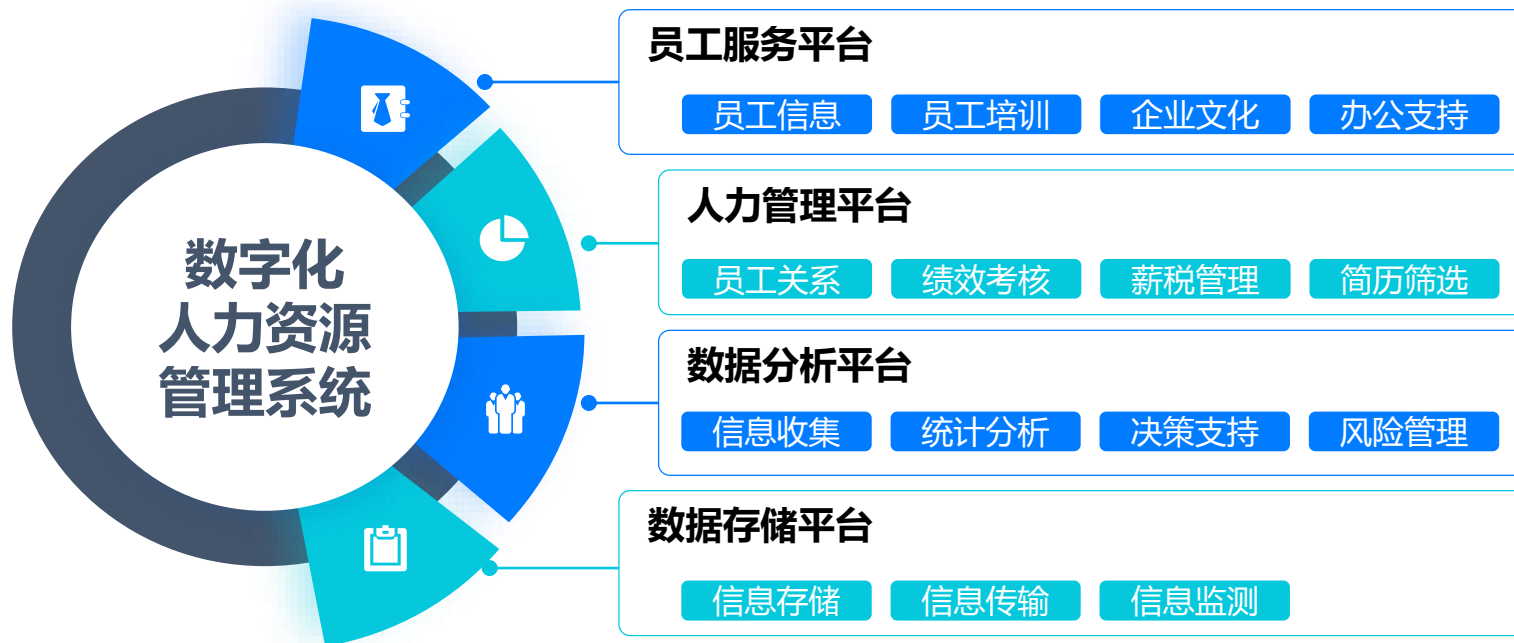 数字化
人力资源
管理系统
员工服务平台
员工信息 员工培训 企业文化 办公支持
人力管理平台
员工关系 绩效考核 薪税管理 简历筛选
数据分析平台
信息收集 统计分析 决策支持 风险管理
数据存储平台
信息存储 信息传输 信息监测